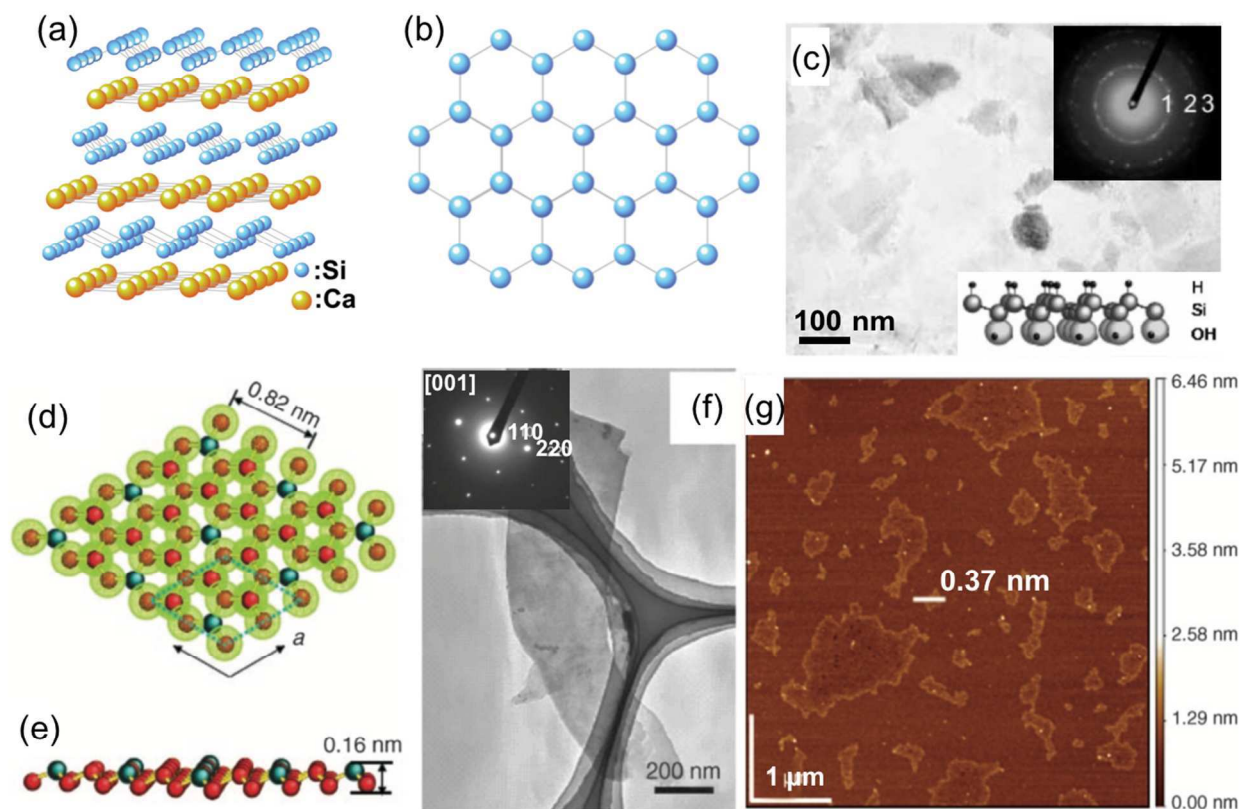 (a)
:Si
:Ca
(b)
(c)
1 2 3
100 nm
H
Si
OH
(d)
0.82 nm
a
(e)
0.16 nm
[001]
110
220
(f)
200 nm
(g)
0.37 nm
1 µm
6.46 nm
5.17 nm
3.58 nm
2.58 nm
1.29 nm
0.00 nm